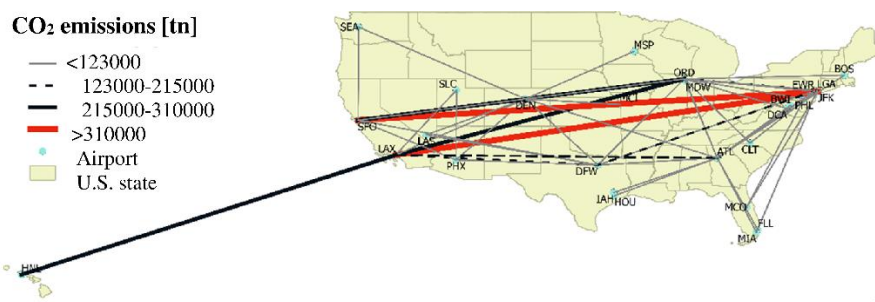 CO₂ emissions [tn]
<123000
123000-215000
215000-310000
>310000
Airport
U.S. state
SEA
MSP
BOS
ORD
MDW
EWR
LGA
JFK
SLC
DEN
BWI
PHL
DCA
SFO
LAS
LAX
PHX
ATL
CLT
DFW
IAH
HOU
MCO
FLL
MIA
HNL